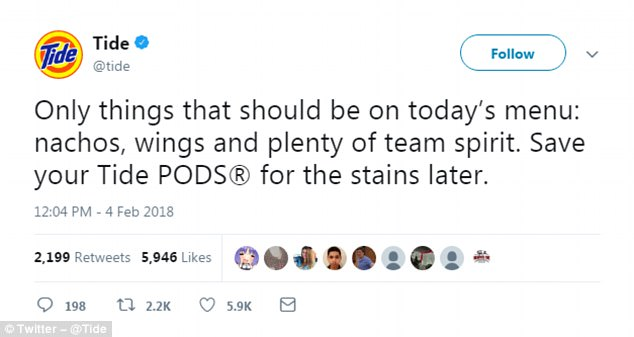 Tide
Tide
@tide
Follow
Only things that should be on today's menu:
nachos, wings and plenty of team spirit. Save
your Tide PODS® for the stains later.
12:04 PM - 4 Feb 2018
2,199 Retweets 5,946 Likes
198 2.2K 5.9K
© Twitter – @Tide